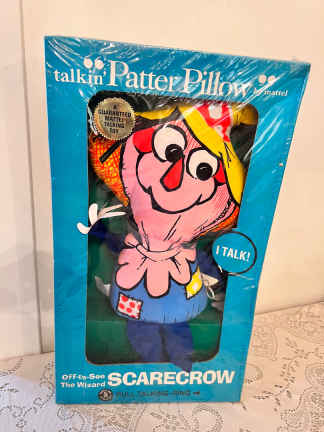 talkin' "Patter Pillow" by mattel
A
GUARANTEED
MATTEL
TALKING
TOY
I TALK!
Off-to-See
The Wizard SCARECROW
PULL TALKING-RING